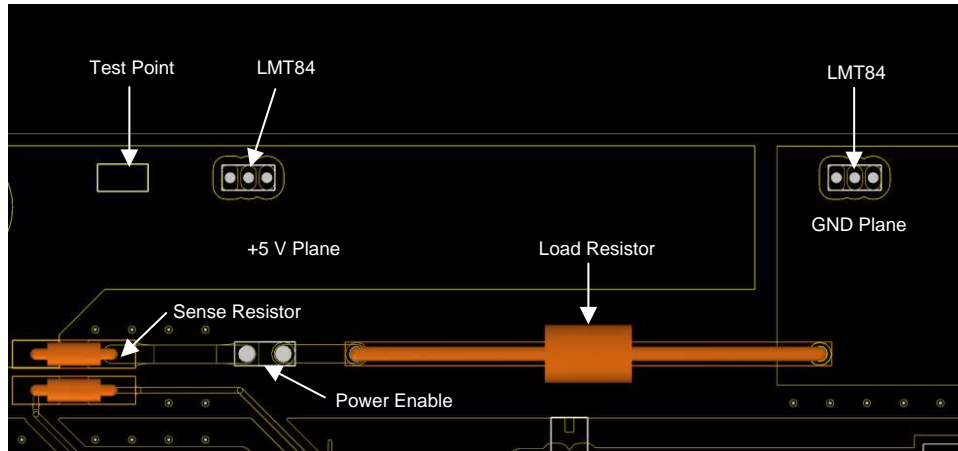 Test Point
LMT84
LMT84
GND Plane
+5 V Plane
Load Resistor
Sense Resistor
Power Enable